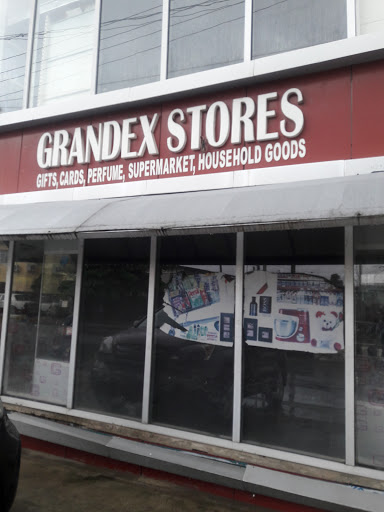 GRANDEX STORES
GIFTS, CARDS, PERFUME, SUPERMARKET, HOUSEHOLD GOODS